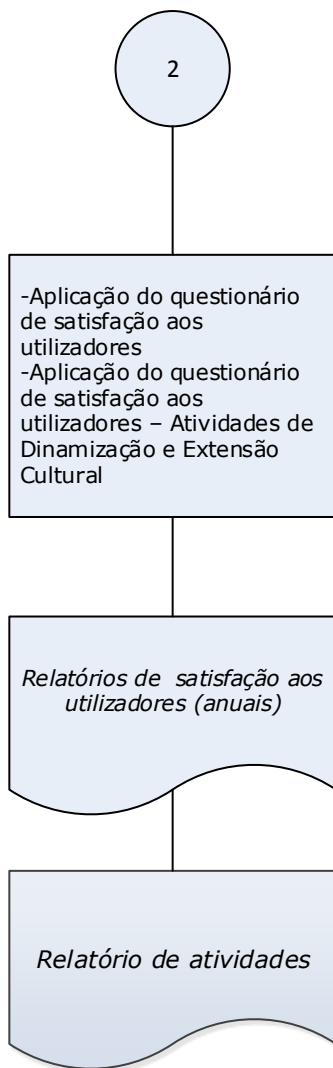 2
-Aplicação do questionário
de satisfação aos
utilizadores
-Aplicação do questionário
de satisfação aos
utilizadores – Atividades de
Dinamização e Extensão
Cultural
Relatórios de  satisfação aos
utilizadores (anuais)
Relatório de atividades